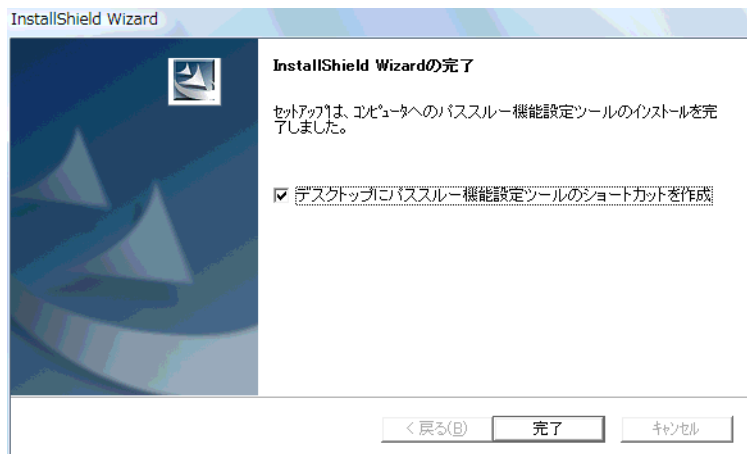 InstallShield Wizard
InstallShield Wizardの完了
ｾｯﾄｱｯﾌﾟは、ｺﾝﾋﾟｭｰﾀへのパススルー機能設定ツールのｲﾝｽﾄｰﾙを完
了しました。
デスクトップにパススルー機能設定ツールのショートカットを作成
< 戻る(B)
完了
ｷｬﾝｾﾙ